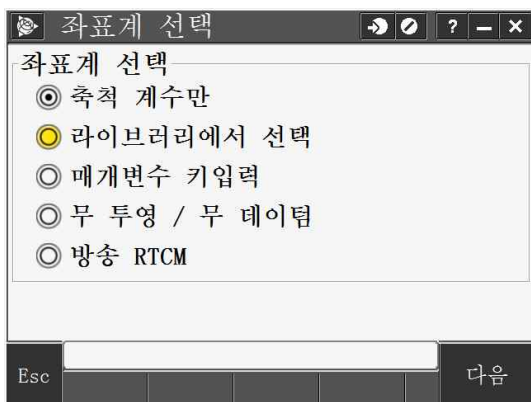 좌표계 선택
? – ×
좌표계 선택
축척 계수만
라이브러리에서 선택
매개변수 키입력
무 투영 / 무 데이텀
방송 RTCM
Esc
다음